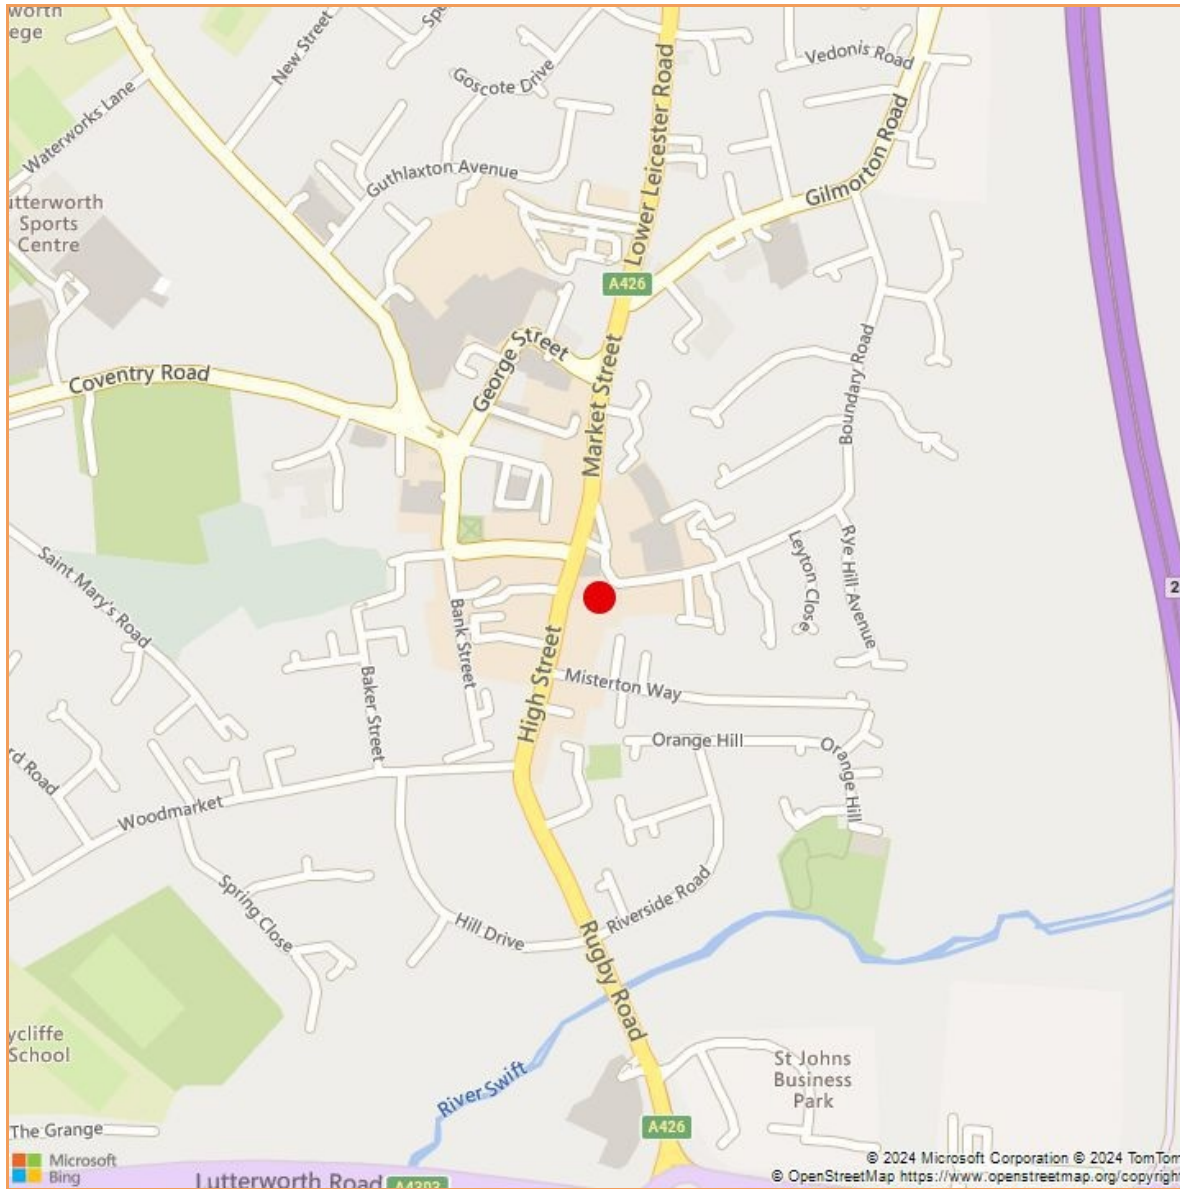 worth
ege
New Street
Goscote Drive
Vedonis Road
Waterworks Lane
Lower Leicester Road
Guthlaxton Avenue
Gilmorton Road
utterworth
Sports
Centre
A426
George Street
Coventry Road
Market Street
Boundary Road
Saint Mary's Road
Leyton Close
Rye Hill Avenue
2
Bank Street
High Street
Baker Street
Misterton Way
Orange Hill
Orange Hill
rd Road
Woodmarket
Spring Close
Hill Drive
Riverside Road
Rugby Road
ycliffe
School
River Swift
St Johns
Business
Park
The Grange
A426
Microsoft
Bing
Lutterworth Road
A4303
© 2024 Microsoft Corporation © 2024 TomTom
© OpenStreetMap https://www.openstreetmap.org/copyright